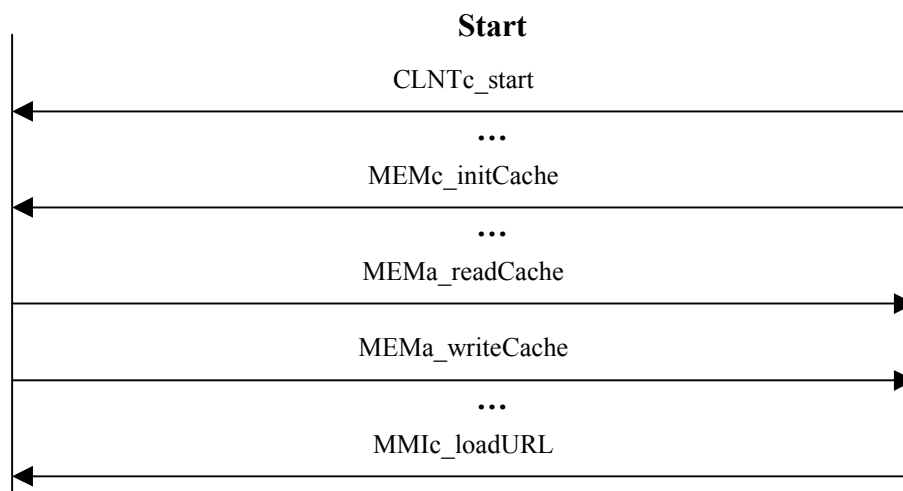 Start
CLNTc_start
...
MEMc_initCache
...
MEMa_readCache
MEMa_writeCache
...
MMIc_loadURL